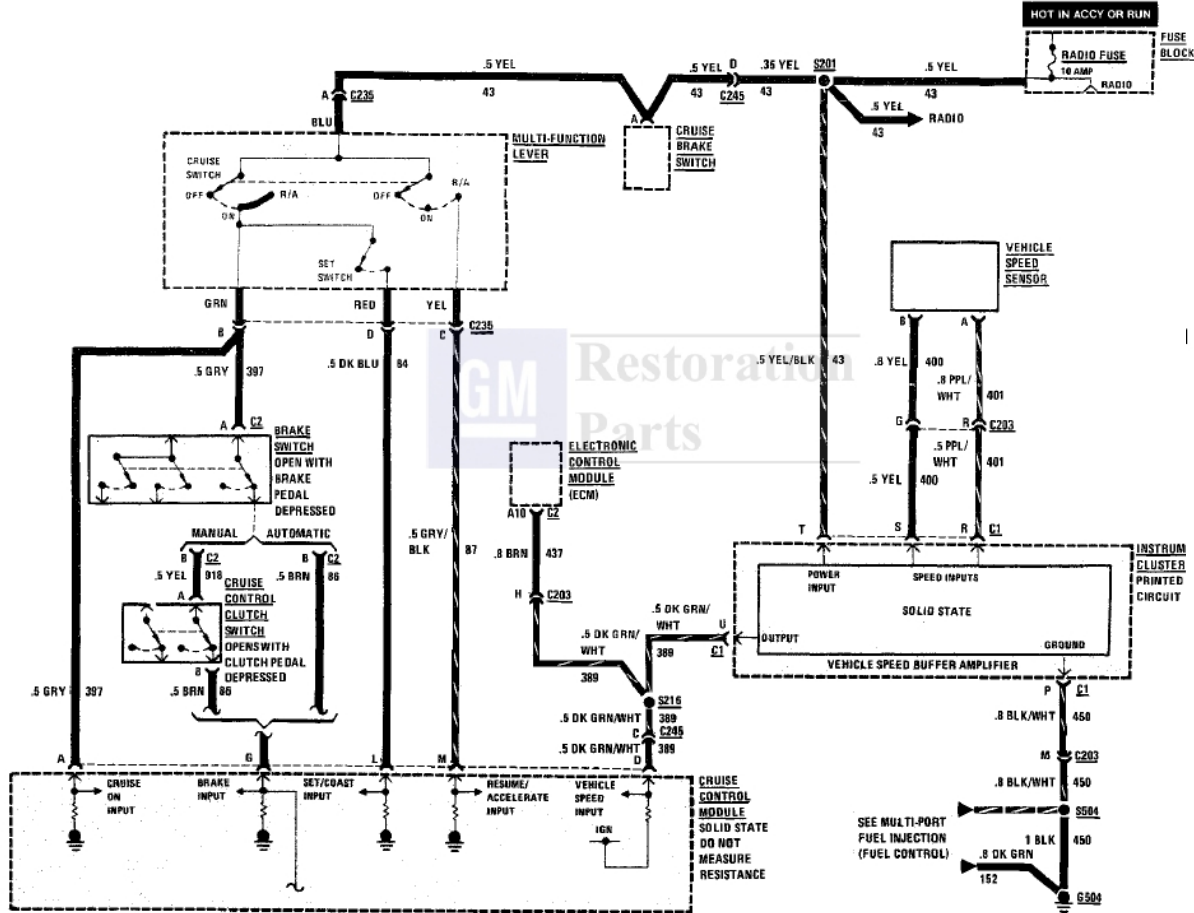 HOT IN ACCY OR RUN
FUSE
BLOCK
RADIO FUSE
10 AMP
RADIO
.5 YEL
43
A
C235
BLU
.5 YEL
43
D
C245
.35 YEL
43
S201
.5 YEL
43
.5 YEL
43
RADIO
A
CRUISE
BRAKE
SWITCH
MULTI-FUNCTION
LEVER
CRUISE
SWITCH
OFF
R/A
ON
OFF
R/A
ON
SET
SWITCH
GRN
RED
YEL
B
D
C
C235
.5 GRY
397
.5 DK BLU
84
GM
Restoration
Parts
.5 YEL/BLK
43
VEHICLE
SPEED
SENSOR
B
A
.8 YEL
400
.8 PPL/
WHT
401
G
R
C203
.5 PPL/
WHT
401
.5 YEL
400
T
S
R
C1
A
C2
BRAKE
SWITCH
OPEN WITH
BRAKE
PEDAL
DEPRESSED
MANUAL
AUTOMATIC
B
C2
B
C2
.5 YEL
918
.5 BRN
86
A
CRUISE
CONTROL
CLUTCH
SWITCH
OPENS WITH
CLUTCH PEDAL
DEPRESSED
B
.5 BRN
86
.5 GRY
397
.5 GRY/
BLK
87
ELECTRONIC
CONTROL
MODULE
(ECM)
A10
C2
.8 BRN
437
H
C203
.5 DK GRN/
WHT
389
.5 DK GRN/
WHT
389
U
C1
S216
.5 DK GRN/WHT
389
C
C245
.5 DK GRN/WHT
389
INSTRUM
CLUSTER
PRINTED
CIRCUIT
POWER
INPUT
SPEED INPUTS
SOLID STATE
OUTPUT
GROUND
VEHICLE SPEED BUFFER AMPLIFIER
P
C1
.8 BLK/WHT
450
M
C203
.8 BLK/WHT
450
S504
SEE MULTI-PORT
FUEL INJECTION
(FUEL CONTROL)
1 BLK
450
.8 DK GRN
152
G504
A
G
L
M
D
CRUISE
ON
INPUT
BRAKE
INPUT
SET/COAST
INPUT
RESUME/
ACCELERATE
INPUT
VEHICLE
SPEED
INPUT
IGN
CRUISE
CONTROL
MODULE
SOLID STATE
DO NOT
MEASURE
RESISTANCE